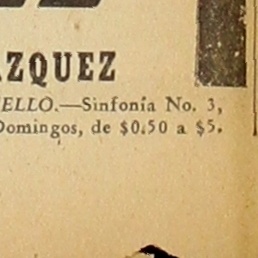 ZQUEZ
ELLO.—Sinfonía No. 3,
Domingos, de $0.50 a $5.